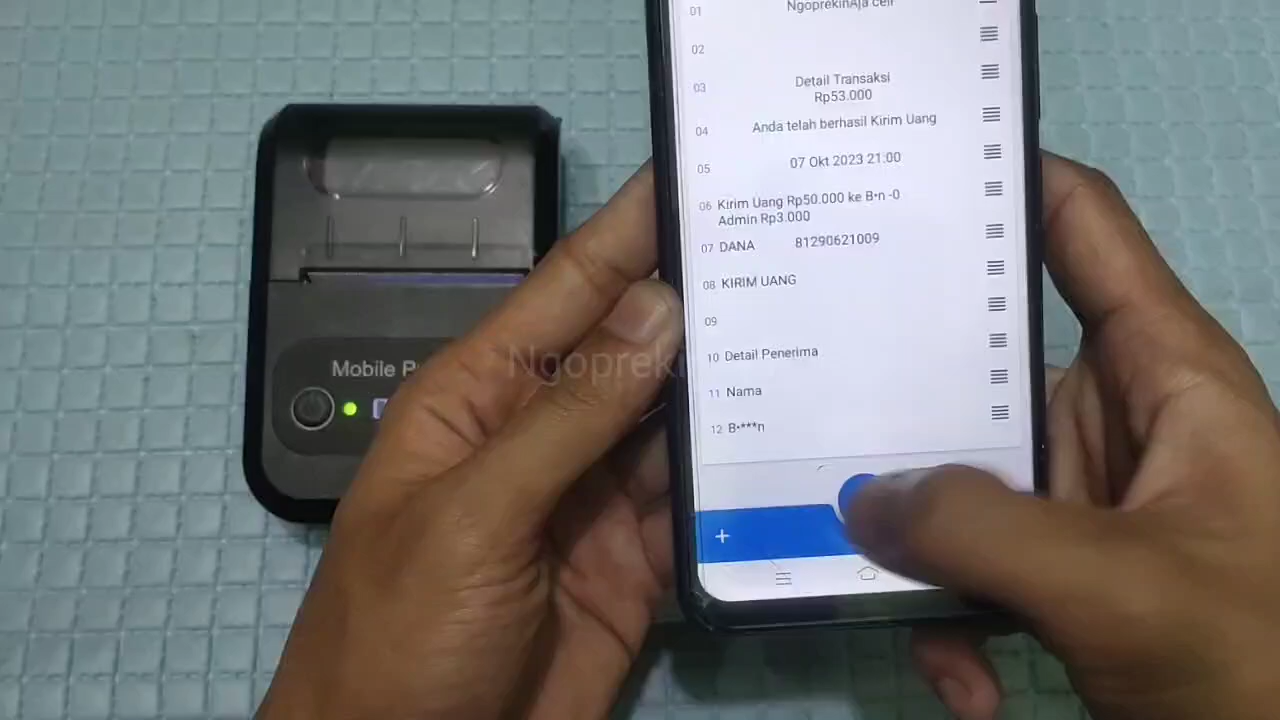 01 NgoprekinAja cell
02
03 Detail Transaksi
Rp53.000
04 Anda telah berhasil Kirim Uang
05 07 Okt 2023 21:00
06 Kirim Uang Rp50.000 ke B•n -0
Admin Rp3.000
07 DANA 81290621009
08 KIRIM UANG
09
10 Detail Penerima
11 Nama
12 B•***n
+
Mobile
Ngoprekin